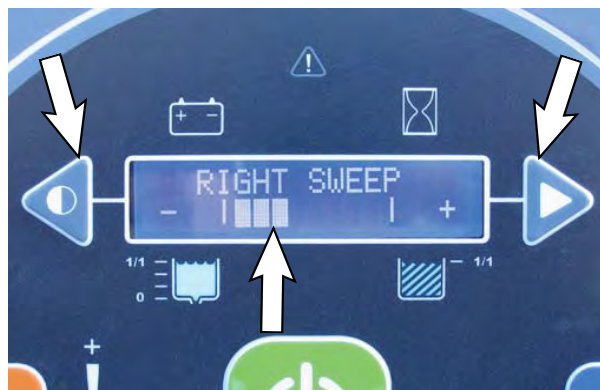 + -
RIGHT SWEEP
- | | +
1/1
0
- 1/1
+